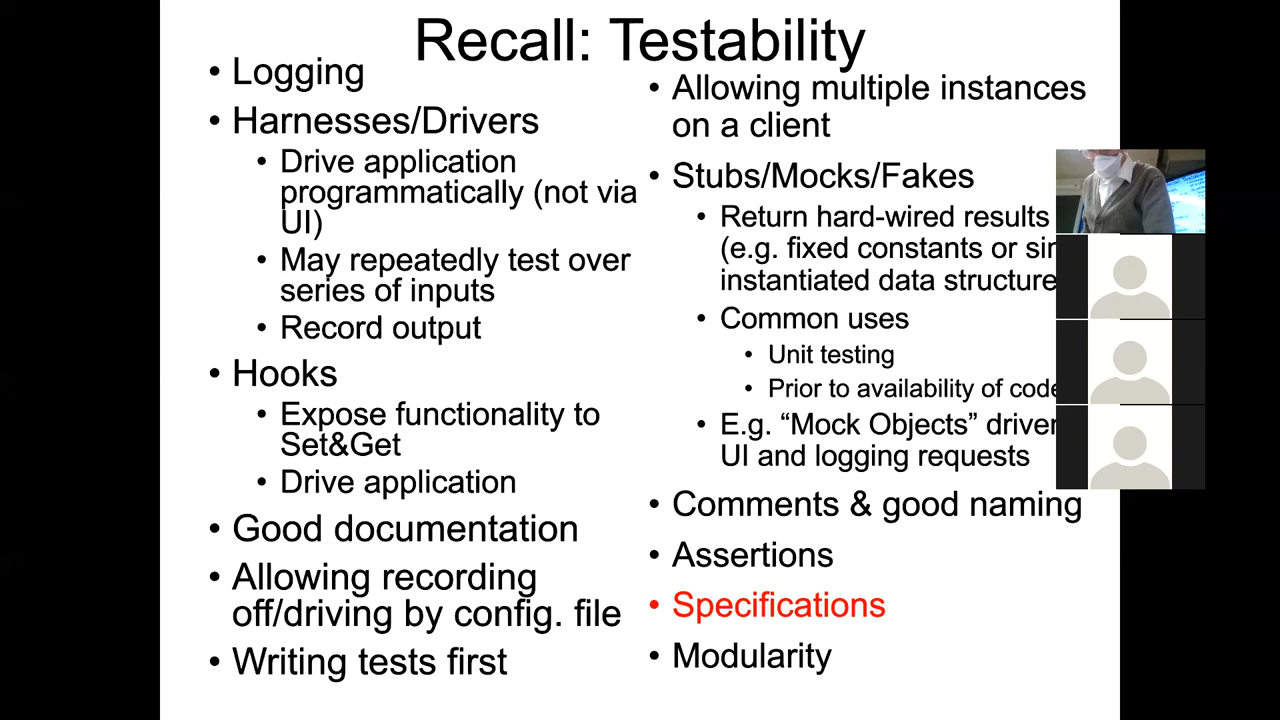 Recall: Testability
• Logging
• Harnesses/Drivers
• Drive application
programmatically (not via
UI)
• May repeatedly test over
series of inputs
• Record output
• Hooks
• Expose functionality to
Set&Get
• Drive application
• Good documentation
• Allowing recording
off/driving by config. file
• Writing tests first
• Allowing multiple instances
on a client
• Stubs/Mocks/Fakes
• Return hard-wired results
(e.g. fixed constants or
instantiated data structure
• Common uses
• Unit testing
• Prior to availability of code
• E.g. “Mock Objects”
UI and logging requests
• Comments & good naming
• Assertions
• Specifications
• Modularity